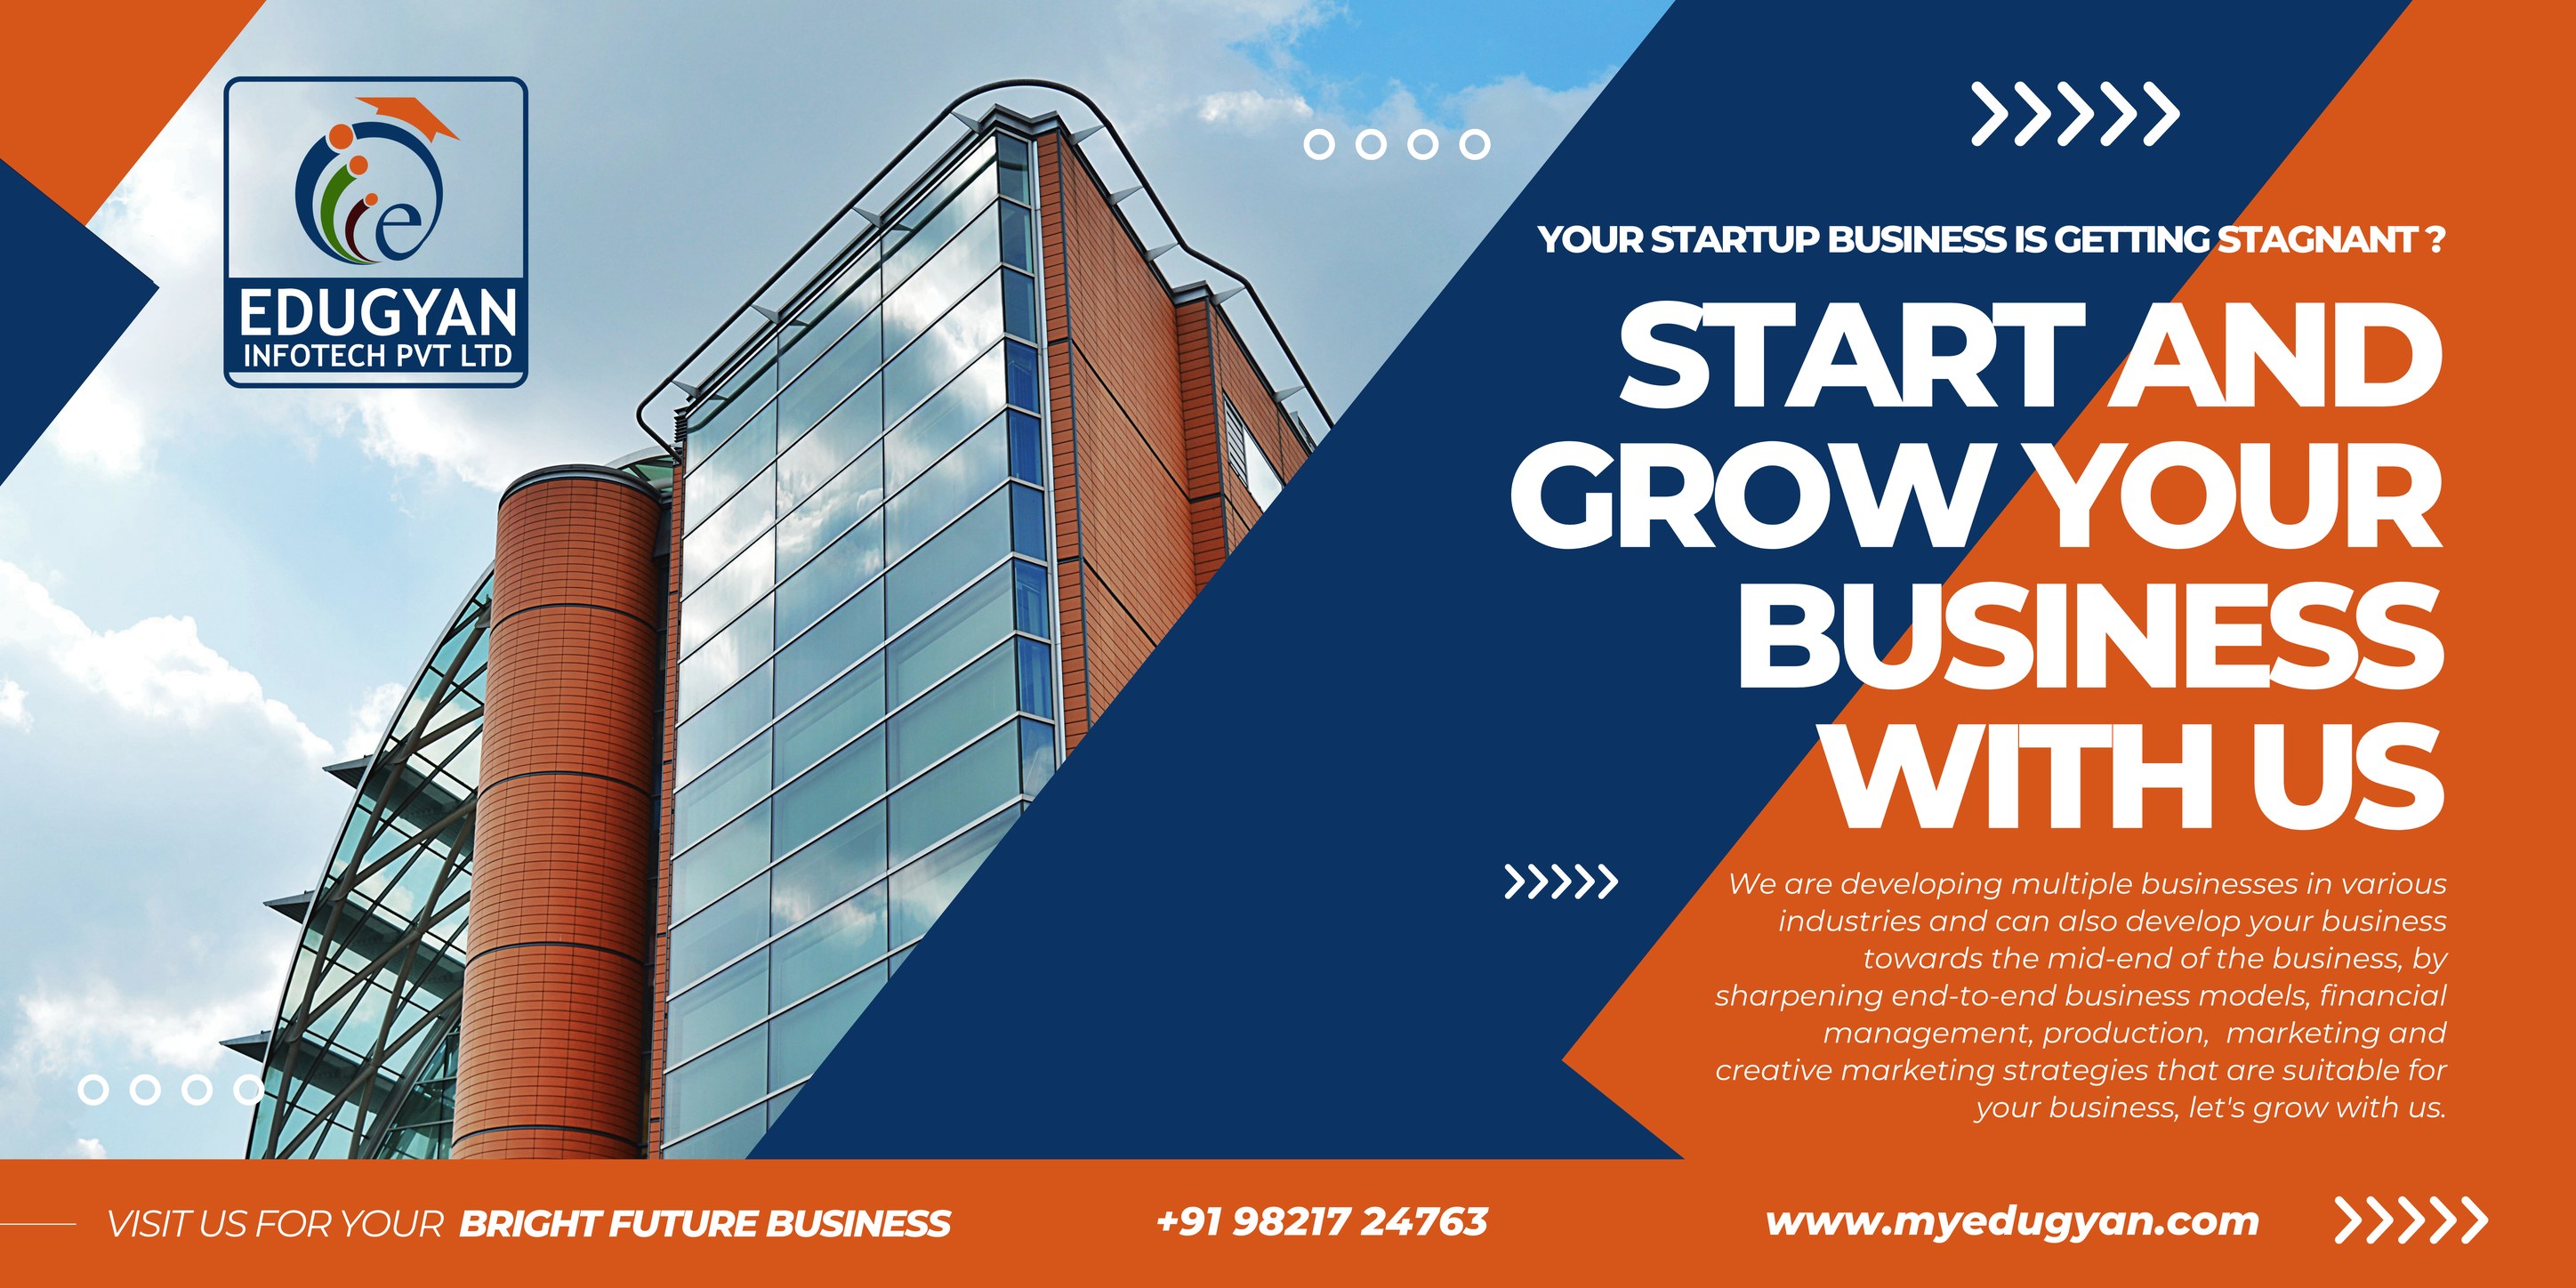 e
EDUGYAN
INFOTECH PVT LTD
YOUR STARTUP BUSINESS IS GETTING STAGNANT ?
START AND
GROW YOUR
BUSINESS
WITH US
We are developing multiple businesses in various
industries and can also develop your business
towards the mid-end of the business, by
sharpening end-to-end business models, financial
management, production,  marketing and
creative marketing strategies that are suitable for
your business, let's grow with us.
VISIT US FOR YOUR BRIGHT FUTURE BUSINESS
+91 98217 24763
www.myedugyan.com